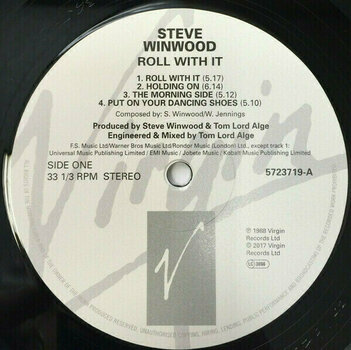 STEVE
WINWOOD
ROLL WITH IT
1. ROLL WITH IT (5.17)
2. HOLDING ON (6.14)
3. THE MORNING SIDE (5.12)
4. PUT ON YOUR DANCING SHOES (5.10)
Composed by: S. Winwood/W. Jennings
Produced by Steve Winwood & Tom Lord Alge
Engineered & Mixed by Tom Lord Alge
F.S. Music Ltd/Warner Bros Music Ltd/Rondor Music (London) Ltd., except track 1:
Universal Music Publishing Limited / EMI Music / Jobete Music / Kobalt Music Publishing Limited
SIDE ONE
33 1/3 RPM STEREO
5723719-A
Virgin
V
℗ 1988 Virgin
Records Ltd
© 2017 Virgin
Records Ltd
LC 3098